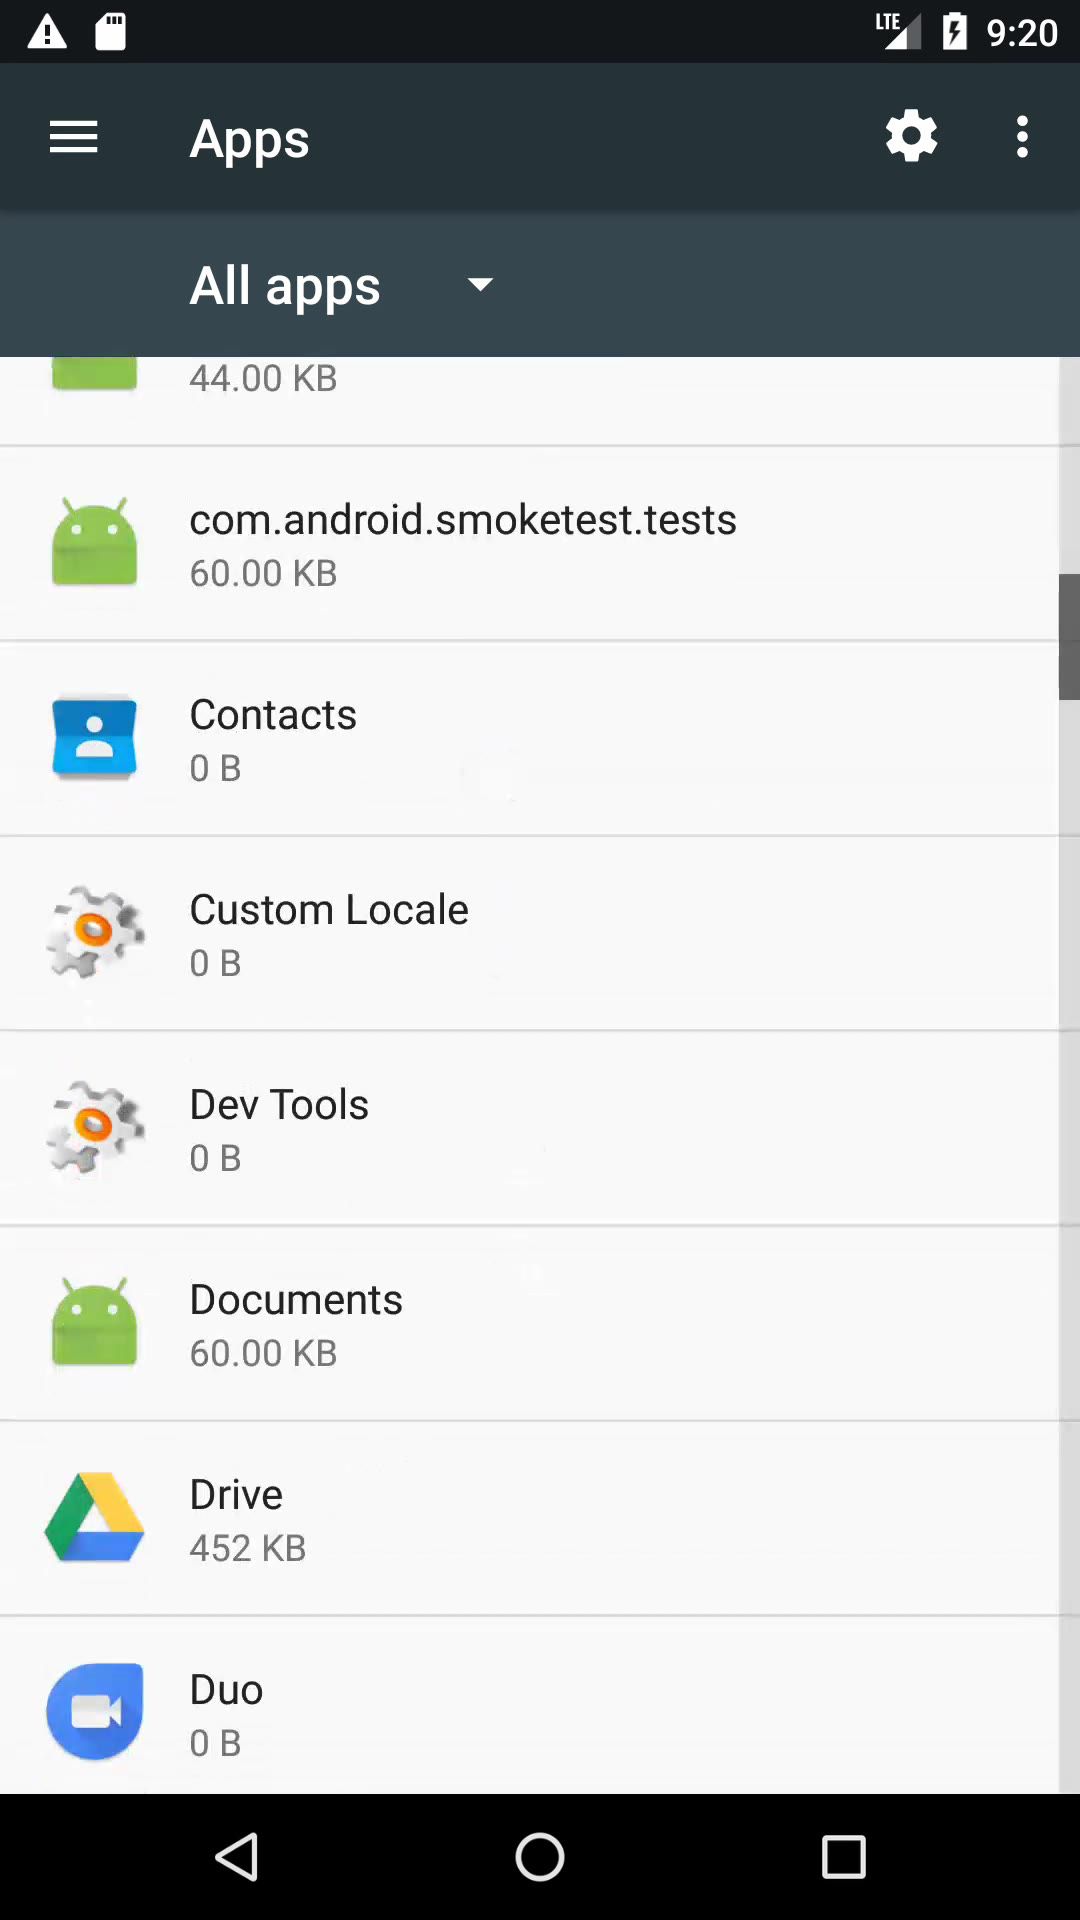 LTE 9:20
Apps
All apps
44.00 KB
com.android.smoketest.tests
60.00 KB
Contacts
0 B
Custom Locale
0 B
Dev Tools
0 B
Documents
60.00 KB
Drive
452 KB
Duo
0 B